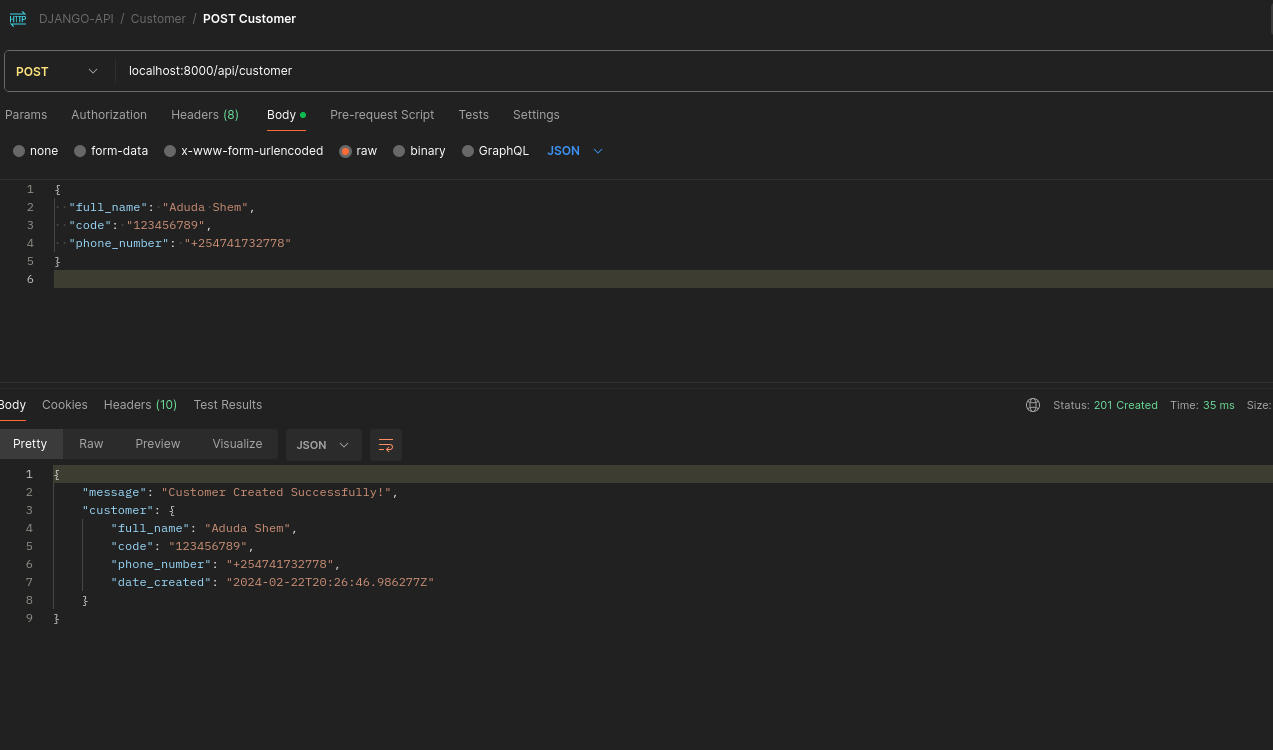 HTTP DJANGO-API / Customer / POST Customer
POST localhost:8000/api/customer
Params Authorization Headers (8) Body Pre-request Script Tests Settings
none form-data x-www-form-urlencoded raw binary GraphQL JSON
1 {
2 "full_name": "Aduda Shem",
3 "code": "123456789",
4 "phone_number": "+254741732778"
5 }
6
Body Cookies Headers (10) Test Results Status: 201 Created Time: 35 ms Size:
Pretty Raw Preview Visualize JSON
1 {
2 "message": "Customer Created Successfully!",
3 "customer": {
4 "full_name": "Aduda Shem",
5 "code": "123456789",
6 "phone_number": "+254741732778",
7 "date_created": "2024-02-22T20:26:46.986277Z"
8 }
9 }